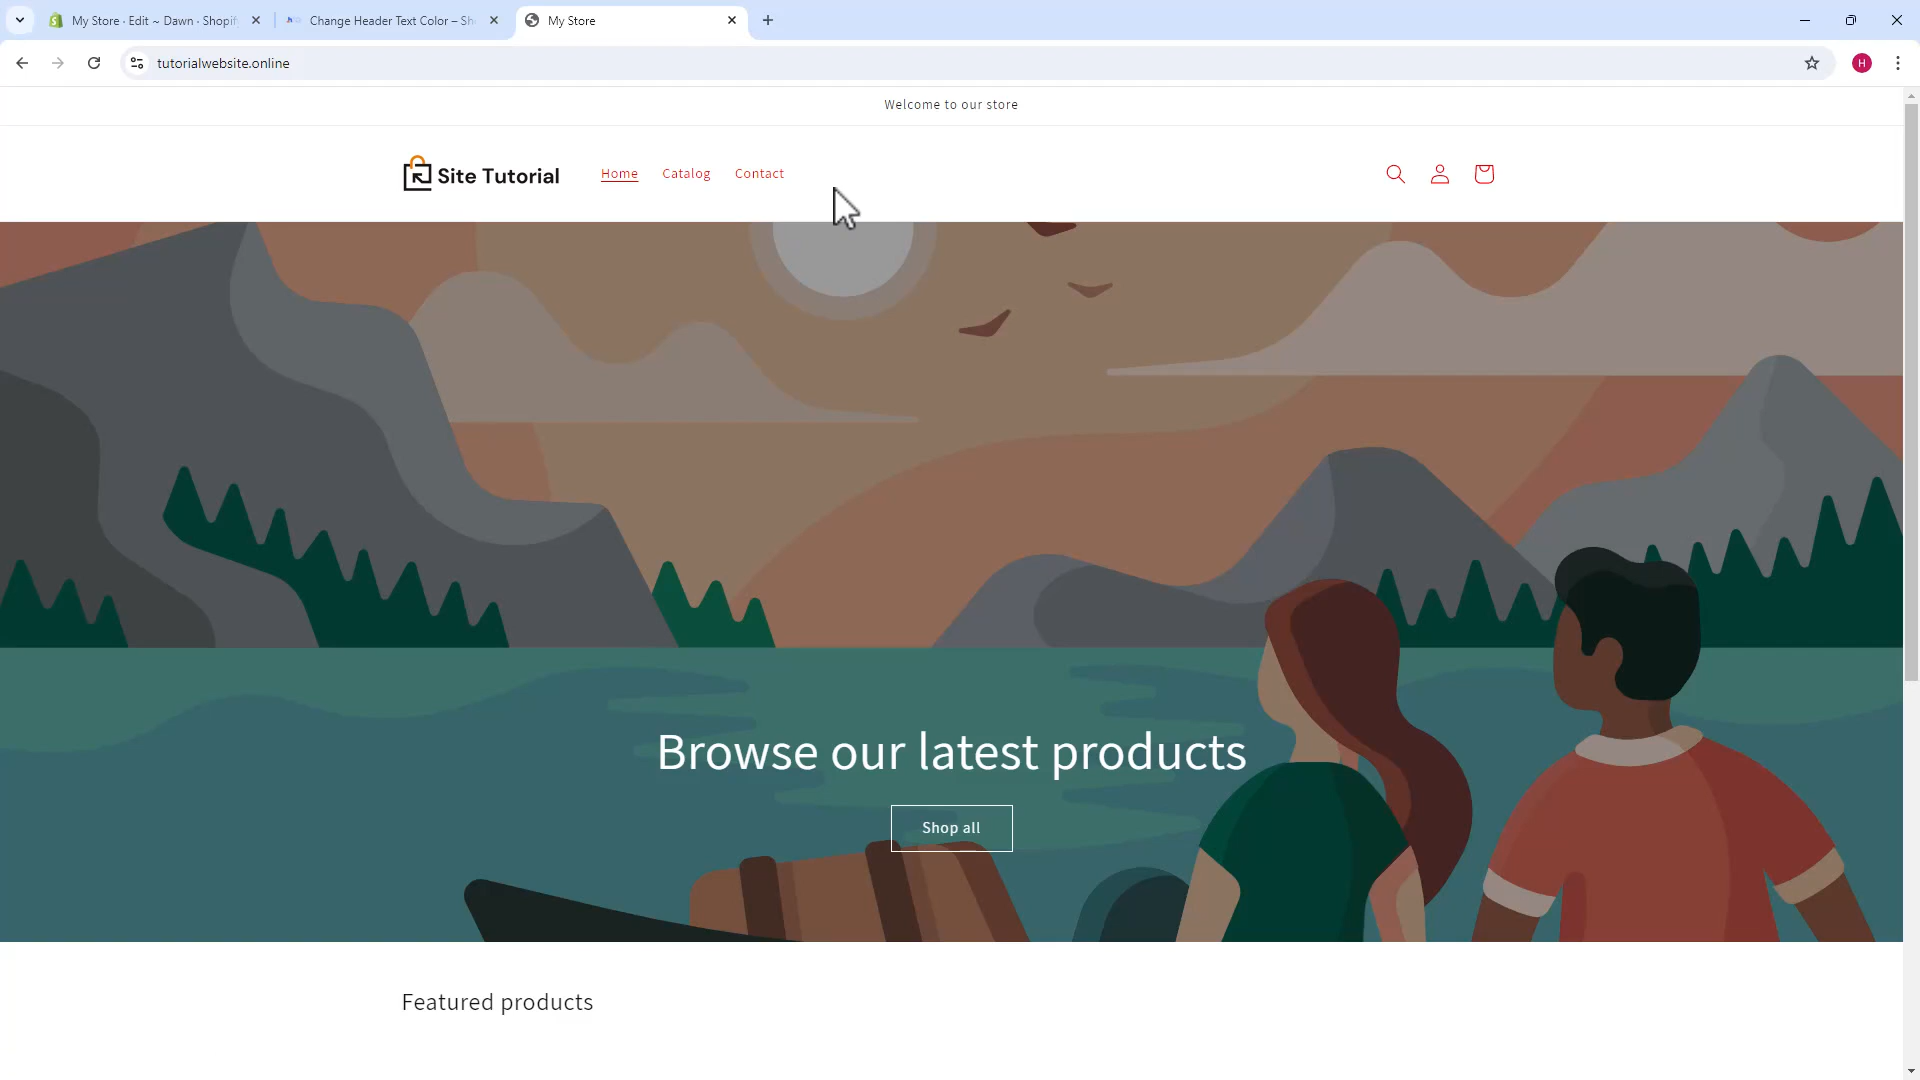 My Store · Edit ~ Dawn · Shopif
Change Header Text Color – Sh
My Store
tutorialwebsite.online
H
Welcome to our store
Site Tutorial
Home
Catalog
Contact
Browse our latest products
Shop all
Featured products